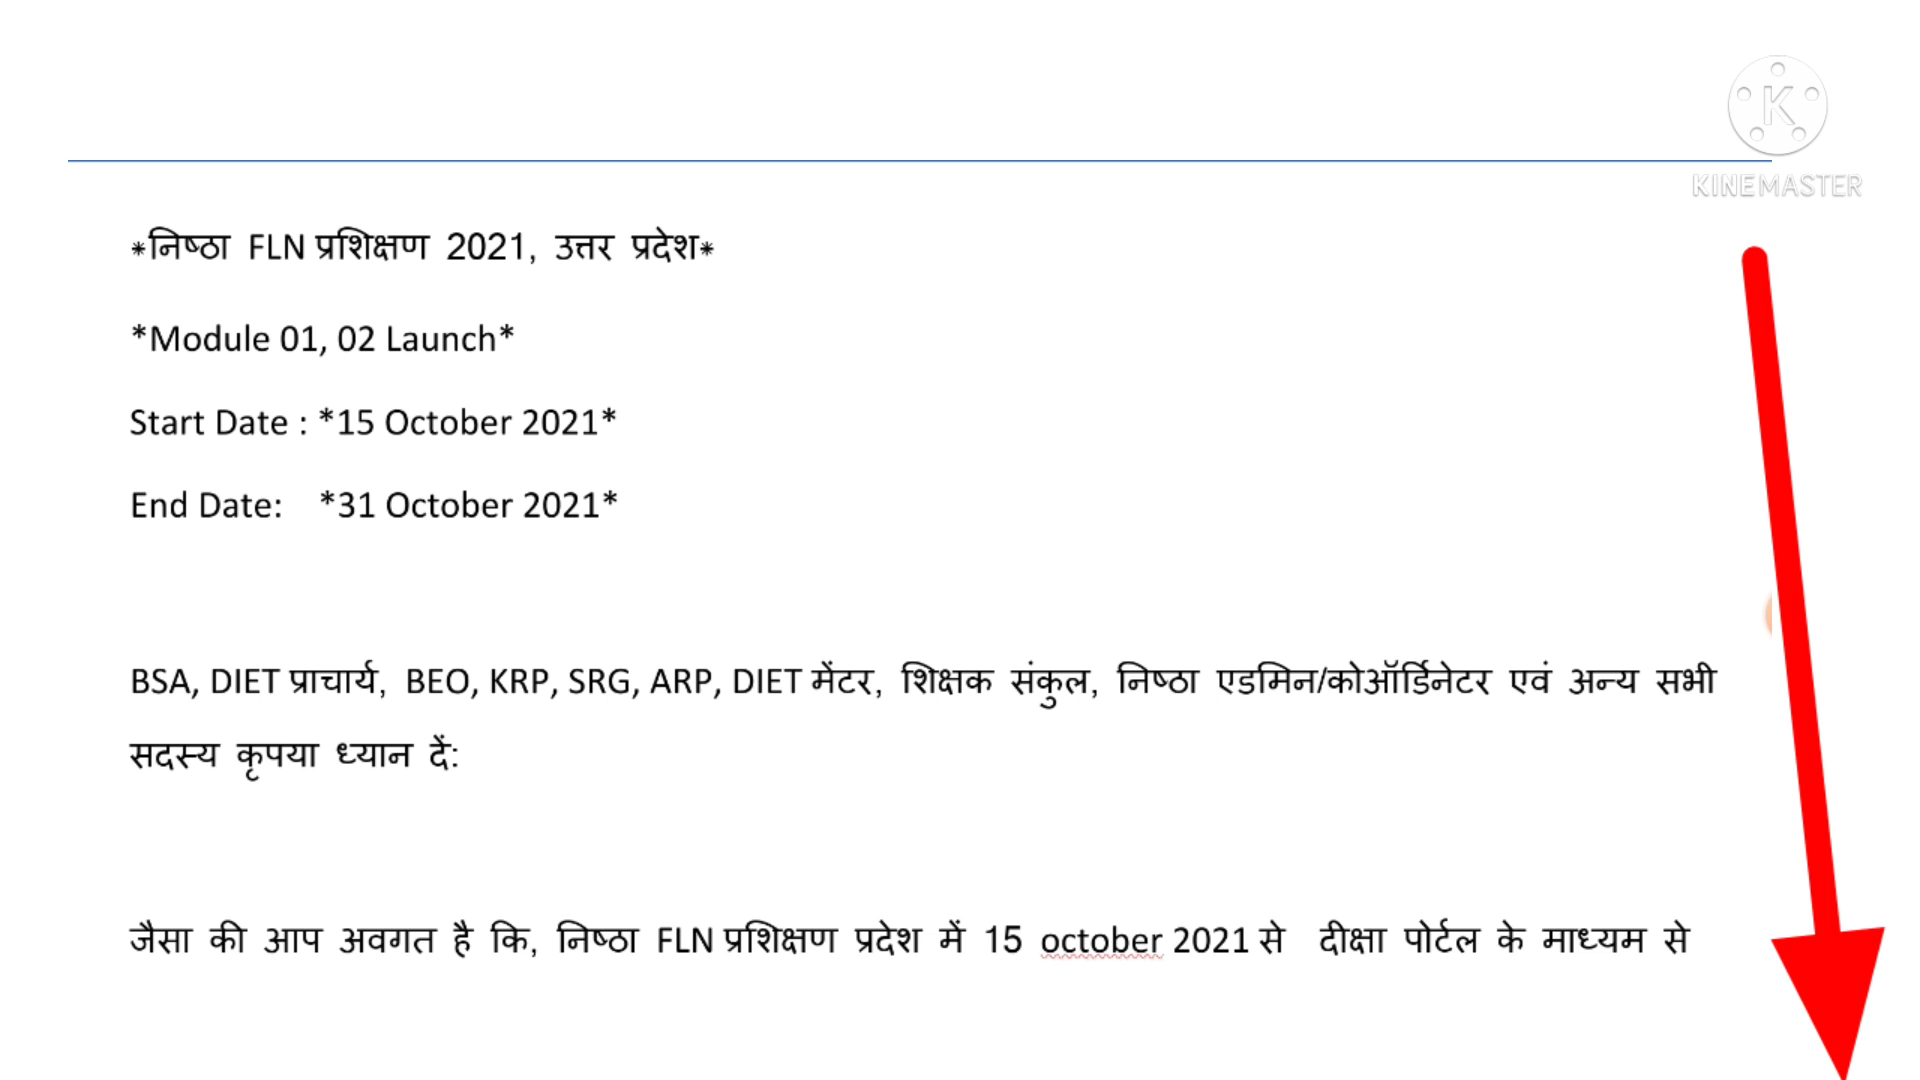 KINEMASTER
*निष्ठा FLN प्रशिक्षण 2021, उत्तर प्रदेश*
*Module 01, 02 Launch*
Start Date : *15 October 2021*
End Date: *31 October 2021*
BSA, DIET प्राचार्य, BEO, KRP, SRG, ARP, DIET मेंटर, शिक्षक संकुल, निष्ठा एडमिन/कोऑर्डिनेटर एवं अन्य सभी
सदस्य कृपया ध्यान दें:
जैसा की आप अवगत है कि, निष्ठा FLN प्रशिक्षण प्रदेश में 15 october 2021 से दीक्षा पोर्टल के माध्यम से